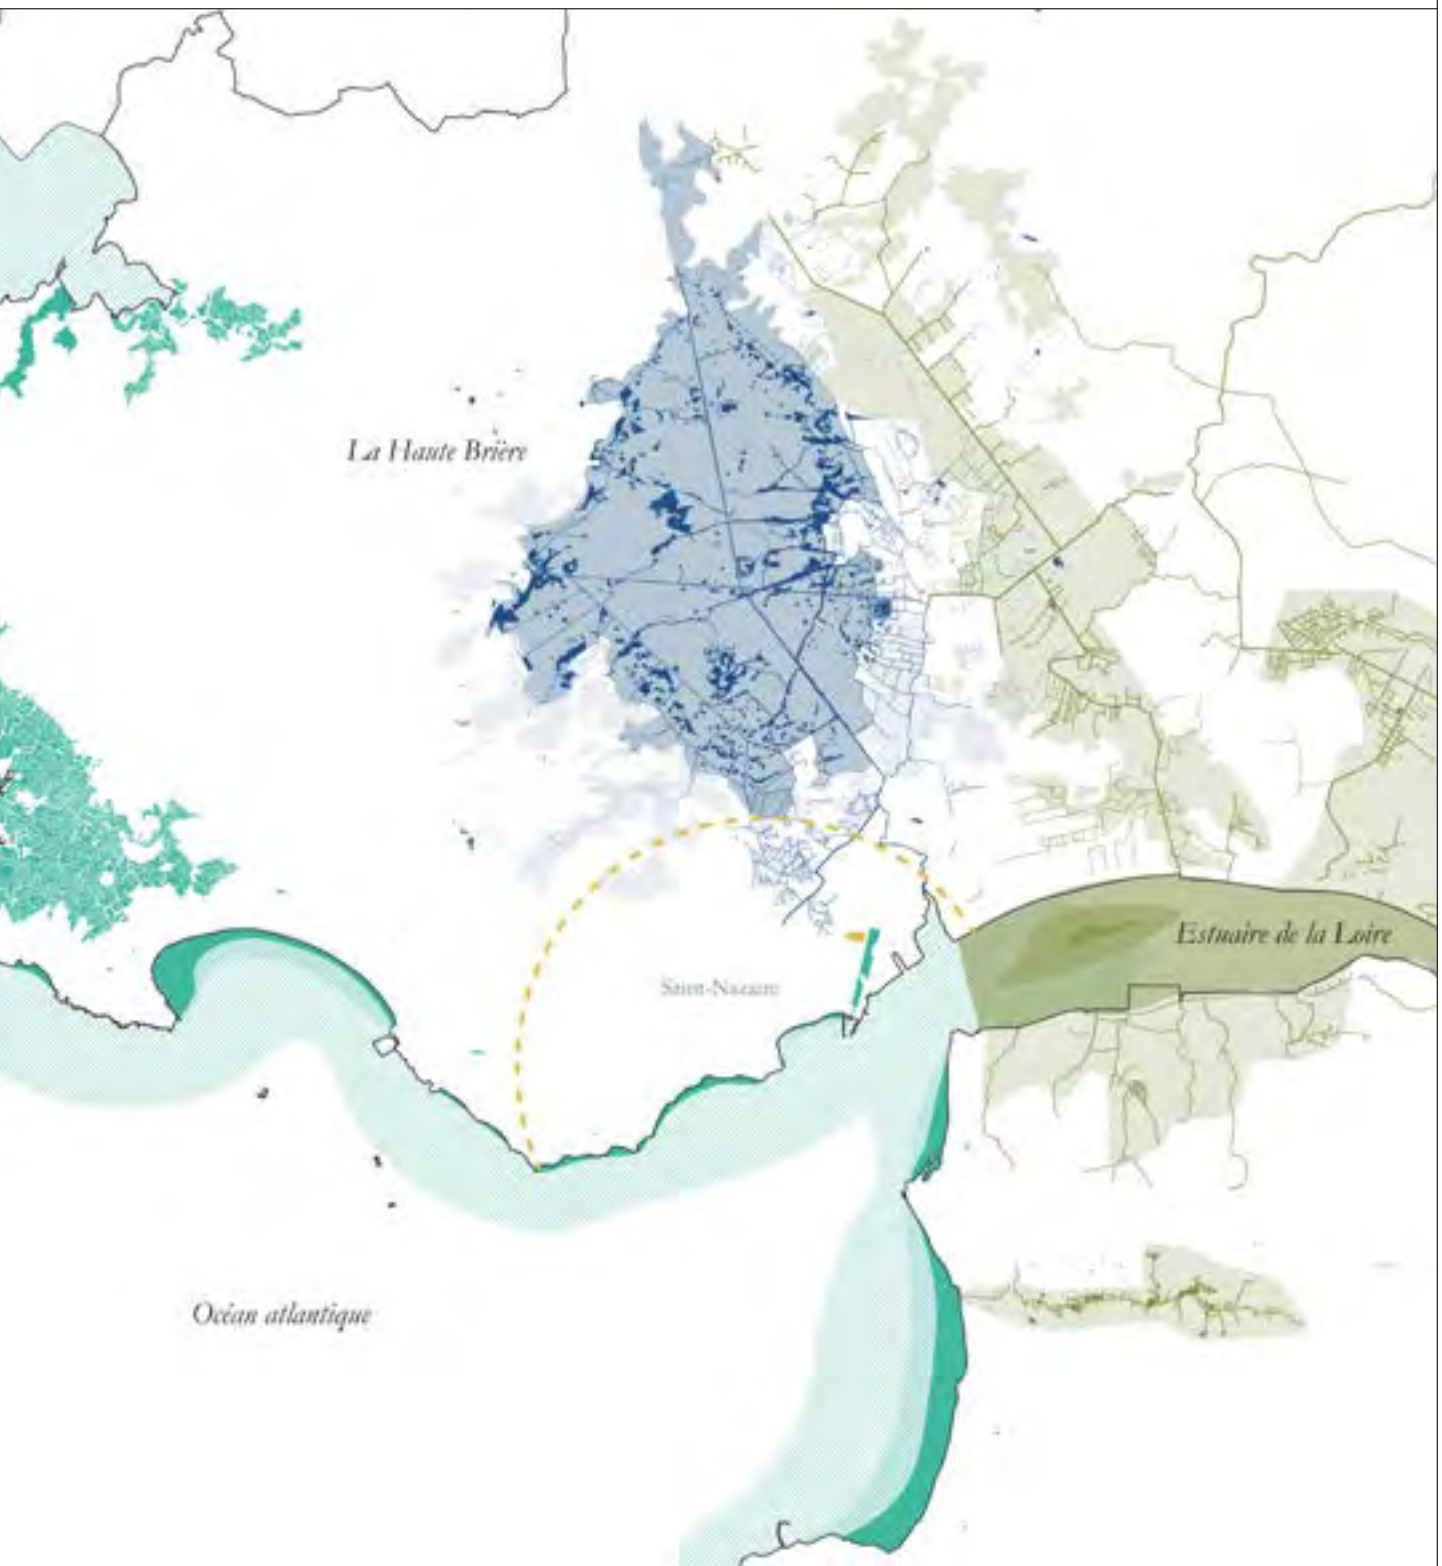 La Haute Brière
Estuaire de la Loire
Saint-Nazaire
Océan atlantique